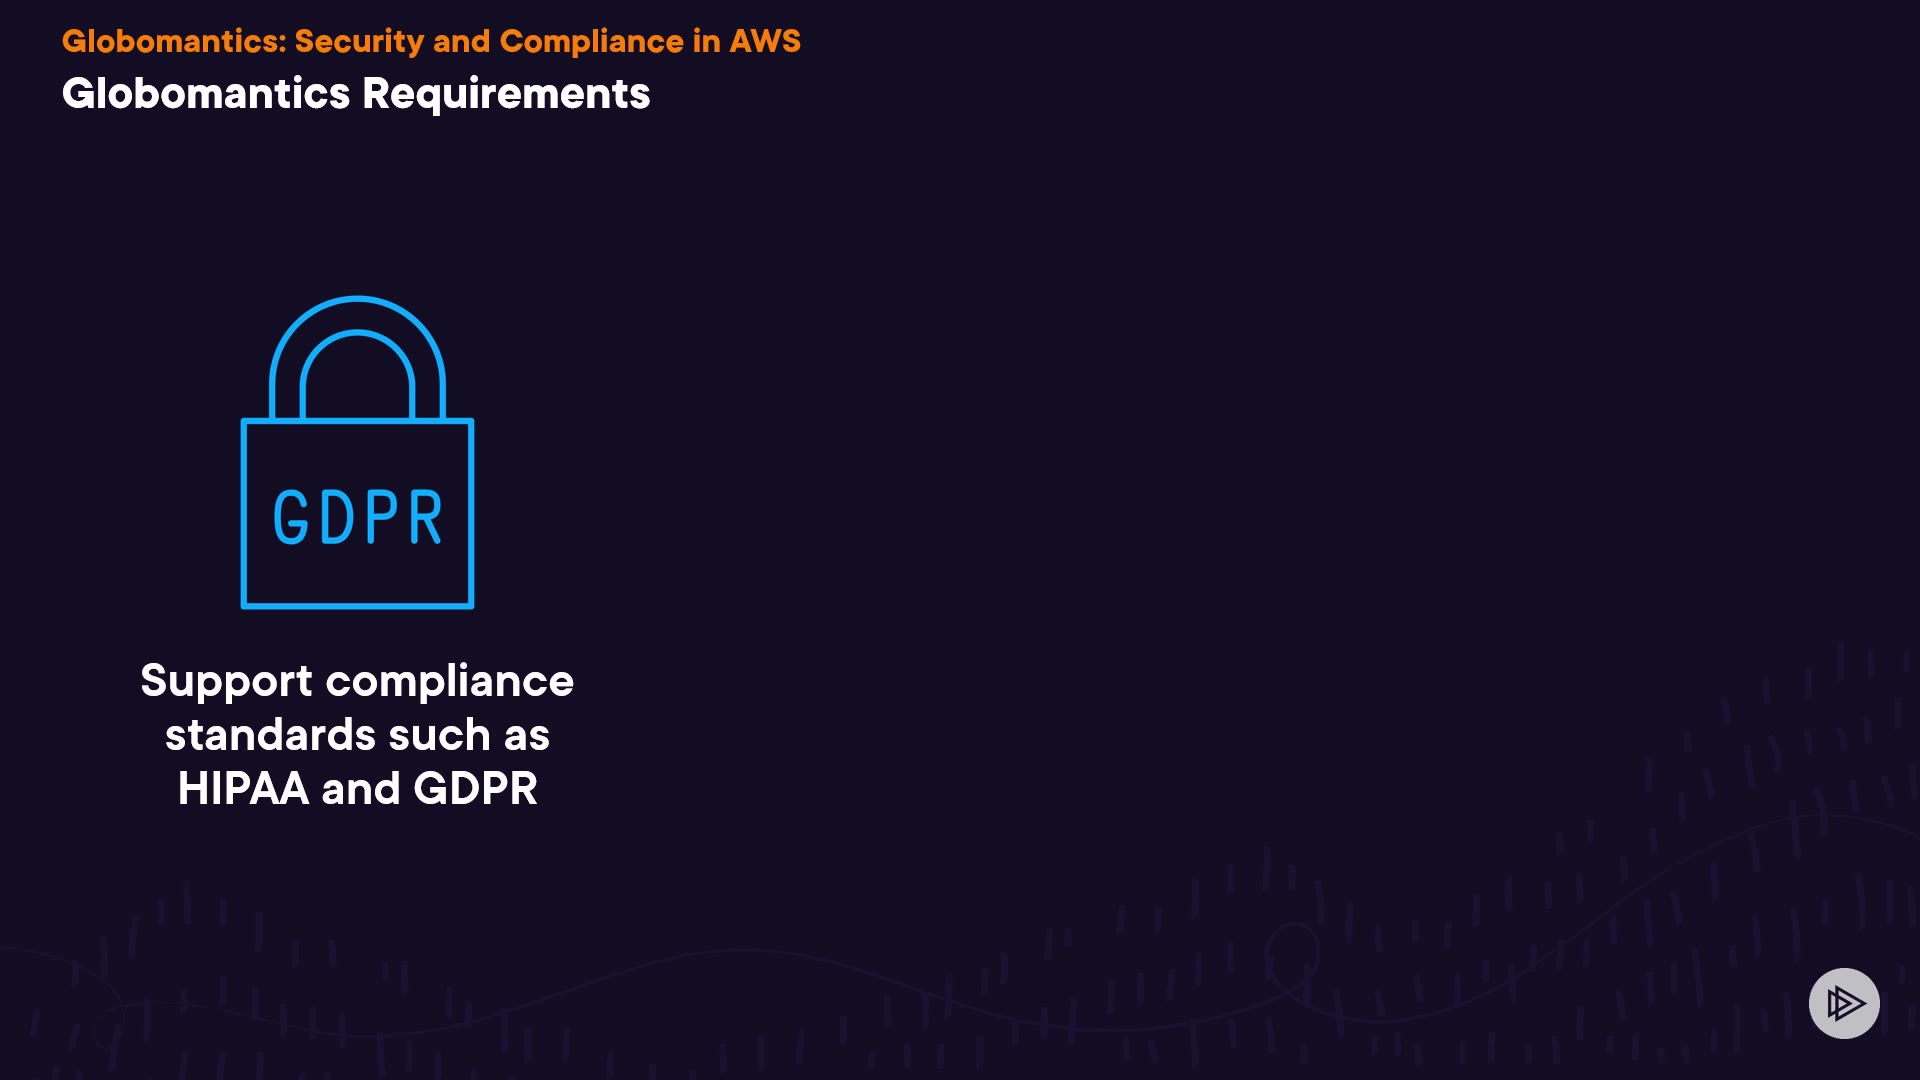 Globomantics: Security and Compliance in AWS
Globomantics Requirements
GDPR
Support compliance
standards such as
HIPAA and GDPR